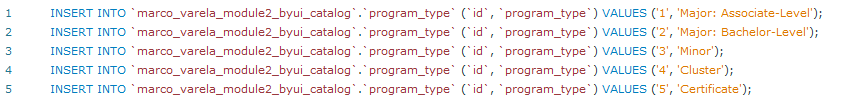 1 INSERT INTO `marco_varela_module2_byui_catalog`.`program_type` (`id`, `program_type`) VALUES ('1', 'Major: Associate-Level');
2 INSERT INTO `marco_varela_module2_byui_catalog`.`program_type` (`id`, `program_type`) VALUES ('2', 'Major: Bachelor-Level');
3 INSERT INTO `marco_varela_module2_byui_catalog`.`program_type` (`id`, `program_type`) VALUES ('3', 'Minor');
4 INSERT INTO `marco_varela_module2_byui_catalog`.`program_type` (`id`, `program_type`) VALUES ('4', 'Cluster');
5 INSERT INTO `marco_varela_module2_byui_catalog`.`program_type` (`id`, `program_type`) VALUES ('5', 'Certificate');